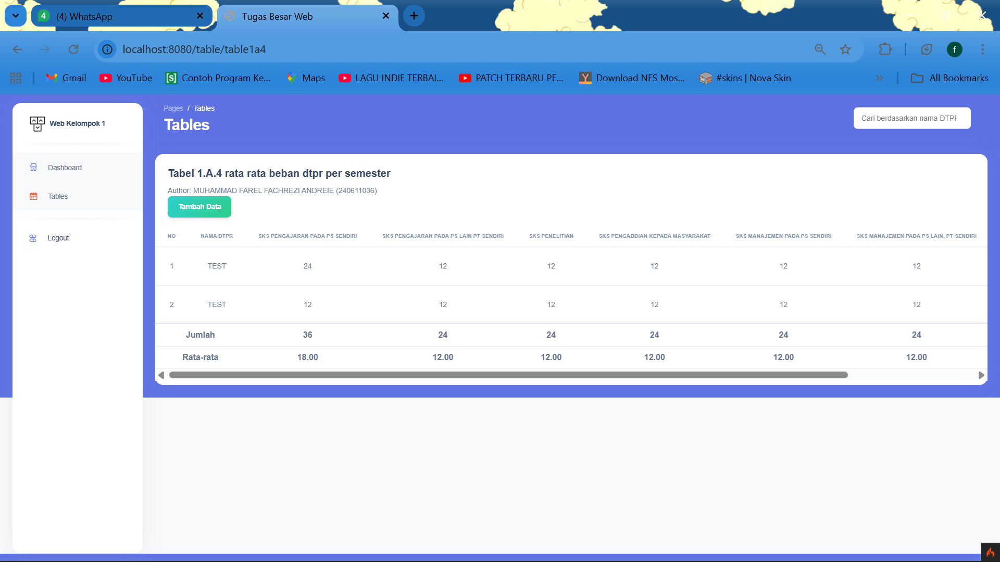 4 (4) WhatsApp
Tugas Besar Web
localhost:8080/table/table1a4
f
Gmail
YouTube
[S] Contoh Program Ke...
Maps
LAGU INDIE TERBAI...
PATCH TERBARU PE...
Download NFS Mos...
#skins | Nova Skin
All Bookmarks
Web Kelompok 1
Dashboard
Tables
Logout
Pages / Tables
Tables
Cari berdasarkan nama DTPR
Tabel 1.A.4 rata rata beban dtpr per semester
Author: MUHAMMAD FAREL FACHREZI ANDREIE (240611036)
Tambah Data
NO NAMA DTPR SKS PENGAJARAN PADA PS SENDIRI SKS PENGAJARAN PADA PS LAIN PT SENDIRI SKS PENELITIAN SKS PENGABDIAN KEPADA MASYARAKAT SKS MANAJEMEN PADA PS SENDIRI SKS MANAJEMEN PADA PS LAIN, PT SENDIRI
1 TEST 24 12 12 12 12 12
2 TEST 12 12 12 12 12 12
Jumlah 36 24 24 24 24 24
Rata-rata 18.00 12.00 12.00 12.00 12.00 12.00